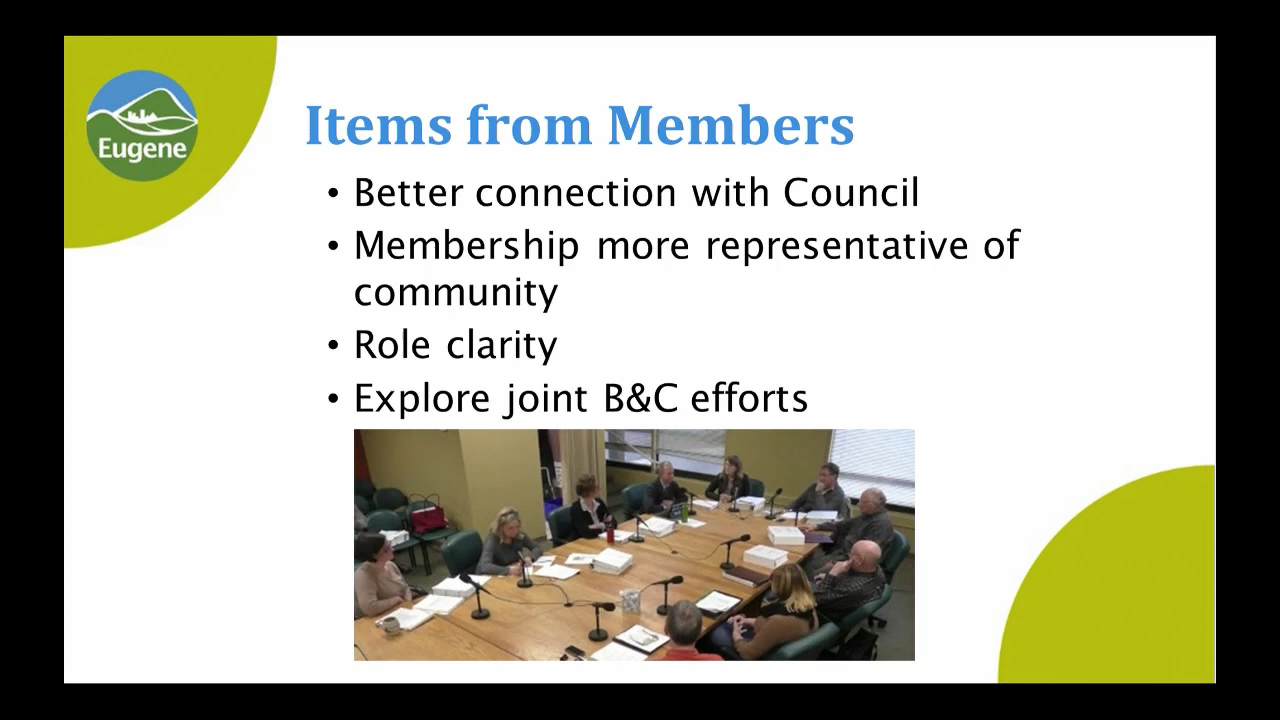 Eugene
Items from Members
• Better connection with Council
• Membership more representative of
community
• Role clarity
• Explore joint B&C efforts